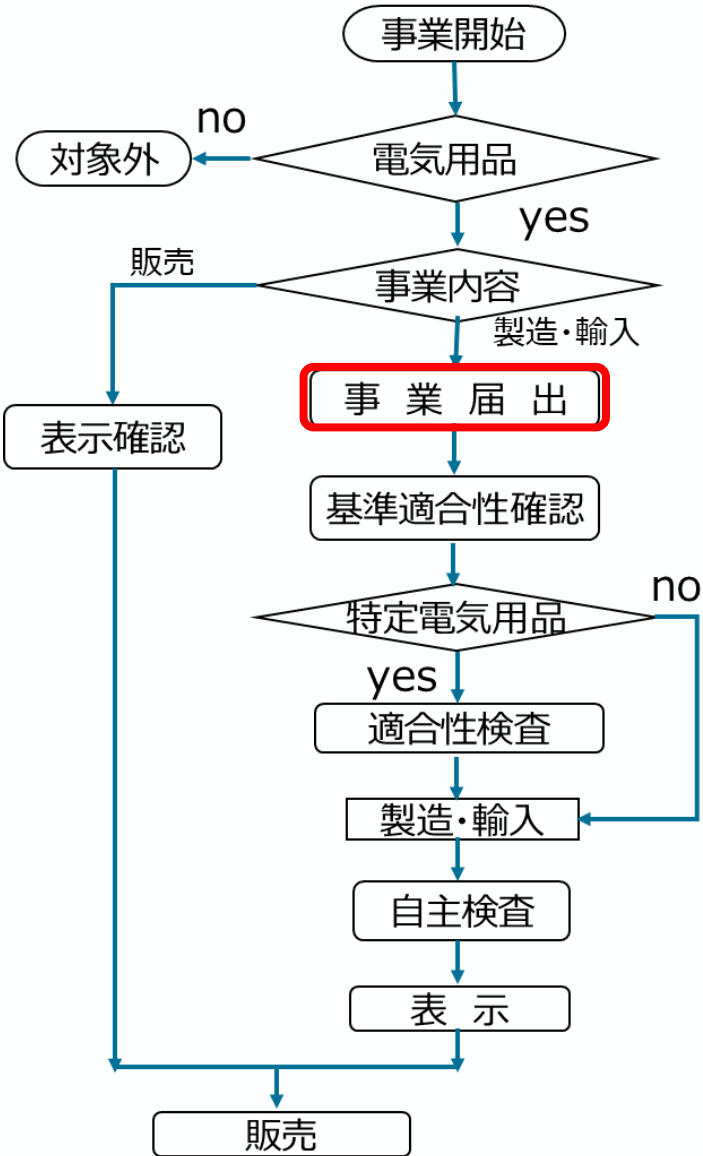 事業開始
no
対象外
電気用品
yes
販売
事業内容
製造・輸入
事 業 届 出
表示確認
基準適合性確認
特定電気用品
no
yes
適合性検査
製造・輸入
自主検査
表 示
販売